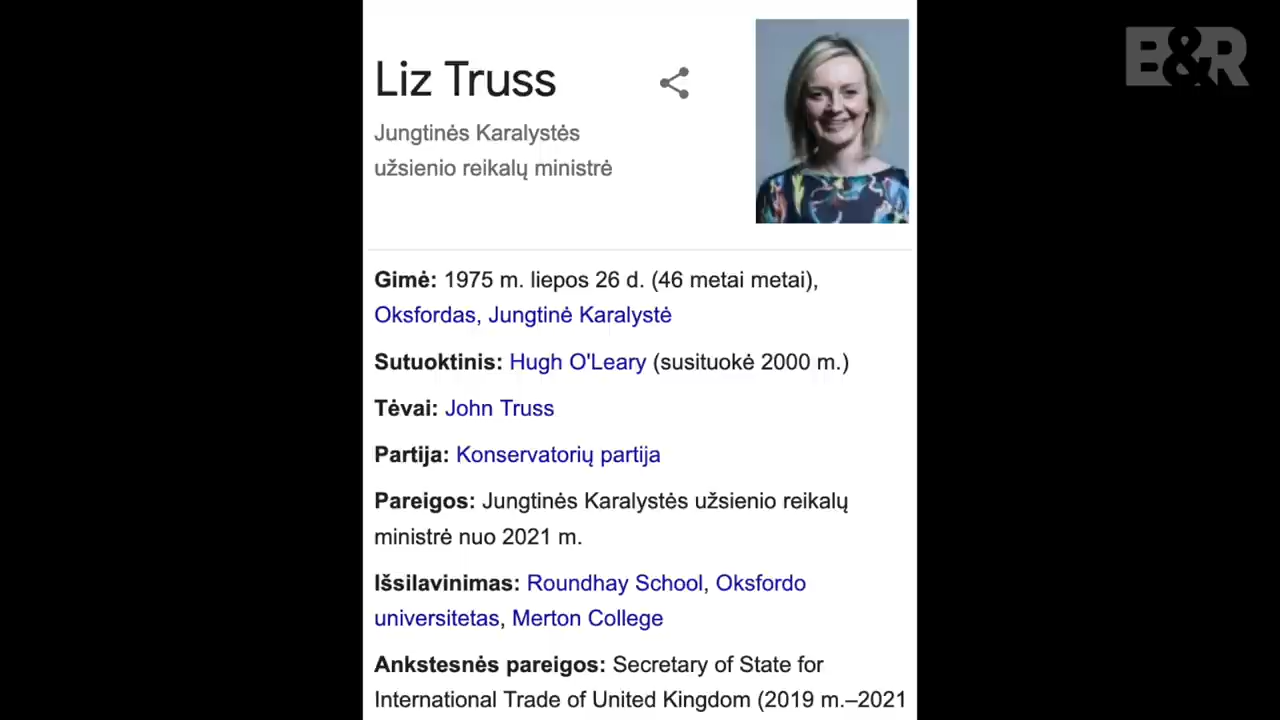 B&R
Liz Truss
Jungtinės Karalystės
užsienio reikalų ministrė
Gimė: 1975 m. liepos 26 d. (46 metai metai),
Oksfordas, Jungtinė Karalystė
Sutuoktinis: Hugh O'Leary (susituokė 2000 m.)
Tėvai: John Truss
Partija: Konservatorių partija
Pareigos: Jungtinės Karalystės užsienio reikalų
ministrė nuo 2021 m.
Išsilavinimas: Roundhay School, Oksfordo
universitetas, Merton College
Ankstesnės pareigos: Secretary of State for
International Trade of United Kingdom (2019 m.–2021